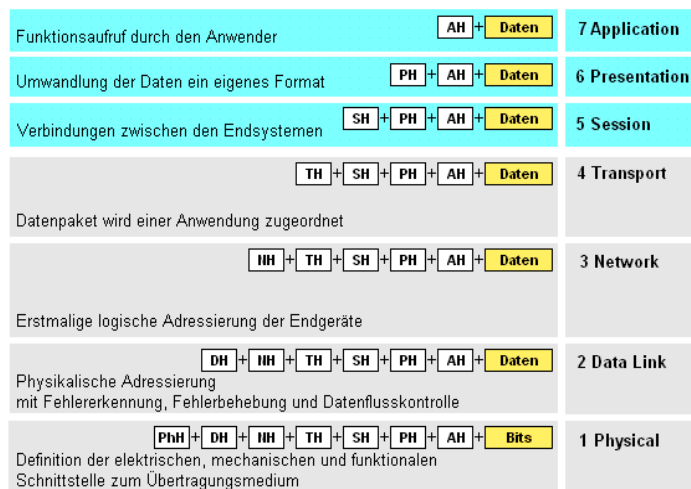 AH + Daten
Funktionsaufruf durch den Anwender
7 Application
PH + AH + Daten
Umwandlung der Daten ein eigenes Format
6 Presentation
SH + PH + AH + Daten
Verbindungen zwischen den Endsystemen
5 Session
TH + SH + PH + AH + Daten
4 Transport
Datenpaket wird einer Anwendung zugeordnet
NH + TH + SH + PH + AH + Daten
3 Network
Erstmalige logische Adressierung der Endgeräte
DH + NH + TH + SH + PH + AH + Daten
2 Data Link
Physikalische Adressierung
mit Fehlererkennung, Fehlerbehebung und Datenflusskontrolle
PhH + DH + NH + TH + SH + PH + AH + Bits
1 Physical
Definition der elektrischen, mechanischen und funktionalen
Schnittstelle zum Übertragungsmedium